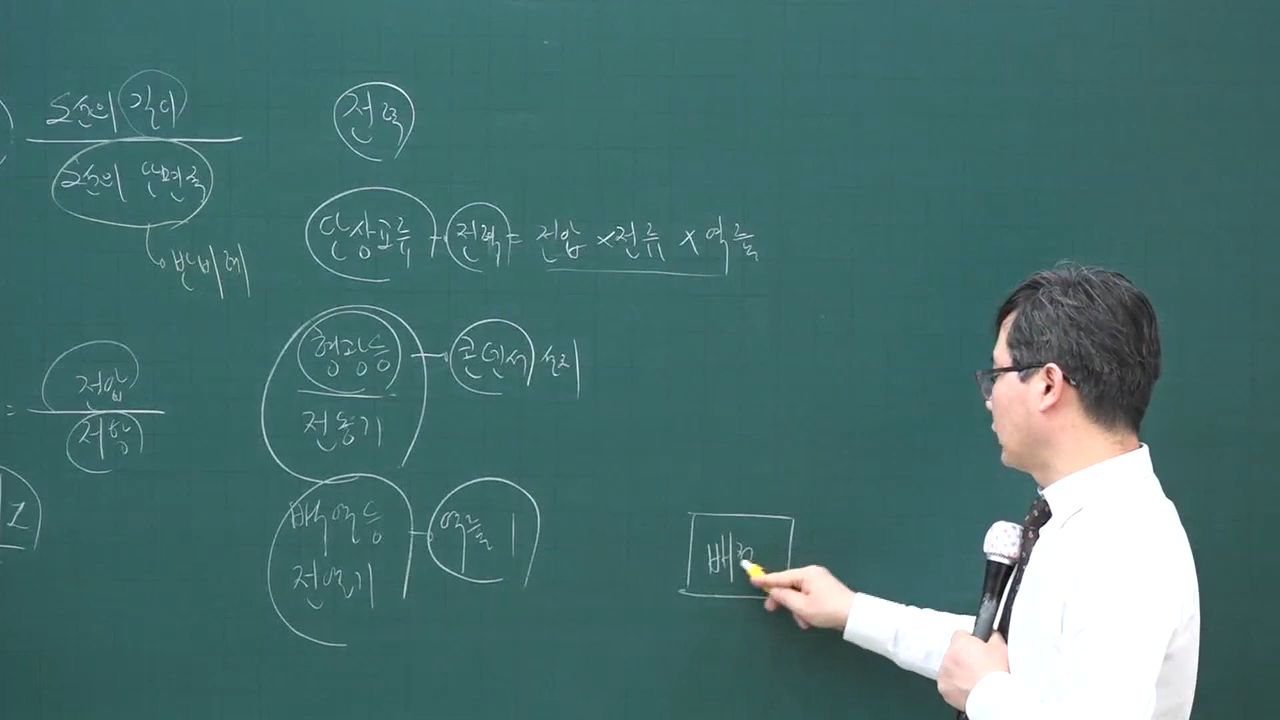 도선의 길이
도선의 단면적
반비례
= 전압
저항
1
전력
단상교류 전력 = 전압 × 전류 × 역률
형광등 콘덴서 설치
전동기
백열등 역률 1
전열기